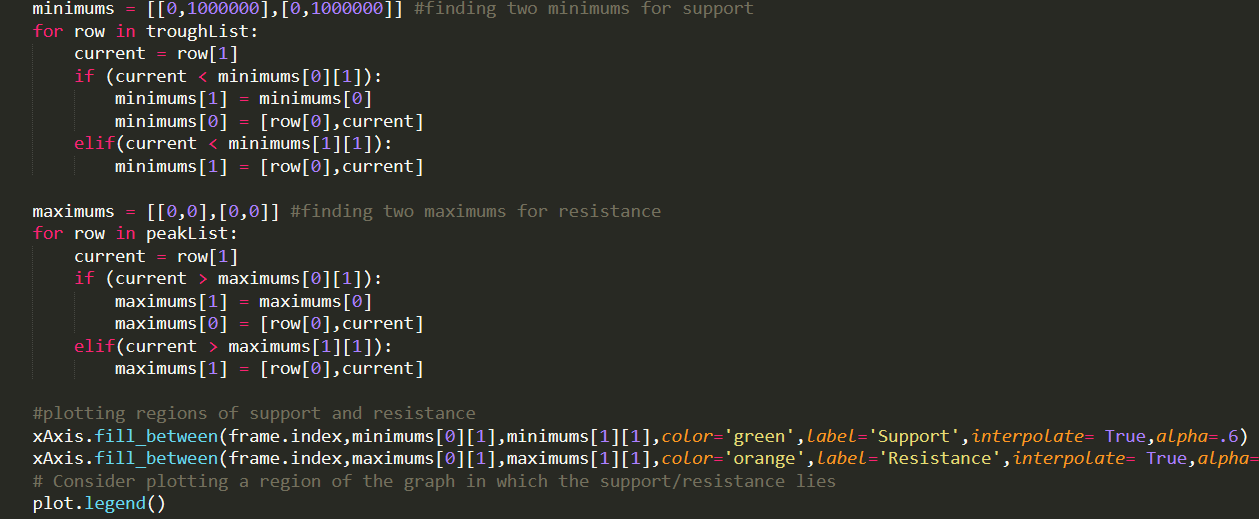 minimums = [[0,1000000],[0,1000000]] #finding two minimums for support
for row in troughList:
    current = row[1]
    if (current < minimums[0][1]):
        minimums[1] = minimums[0]
        minimums[0] = [row[0],current]
    elif(current < minimums[1][1]):
        minimums[1] = [row[0],current]

maximums = [[0,0],[0,0]] #finding two maximums for resistance
for row in peakList:
    current = row[1]
    if (current > maximums[0][1]):
        maximums[1] = maximums[0]
        maximums[0] = [row[0],current]
    elif(current > maximums[1][1]):
        maximums[1] = [row[0],current]

#plotting regions of support and resistance
xAxis.fill_between(frame.index,minimums[0][1],minimums[1][1],color='green',label='Support',interpolate= True,alpha=.6)
xAxis.fill_between(frame.index,maximums[0][1],maximums[1][1],color='orange',label='Resistance',interpolate= True,alpha=
# Consider plotting a region of the graph in which the support/resistance lies
plot.legend()